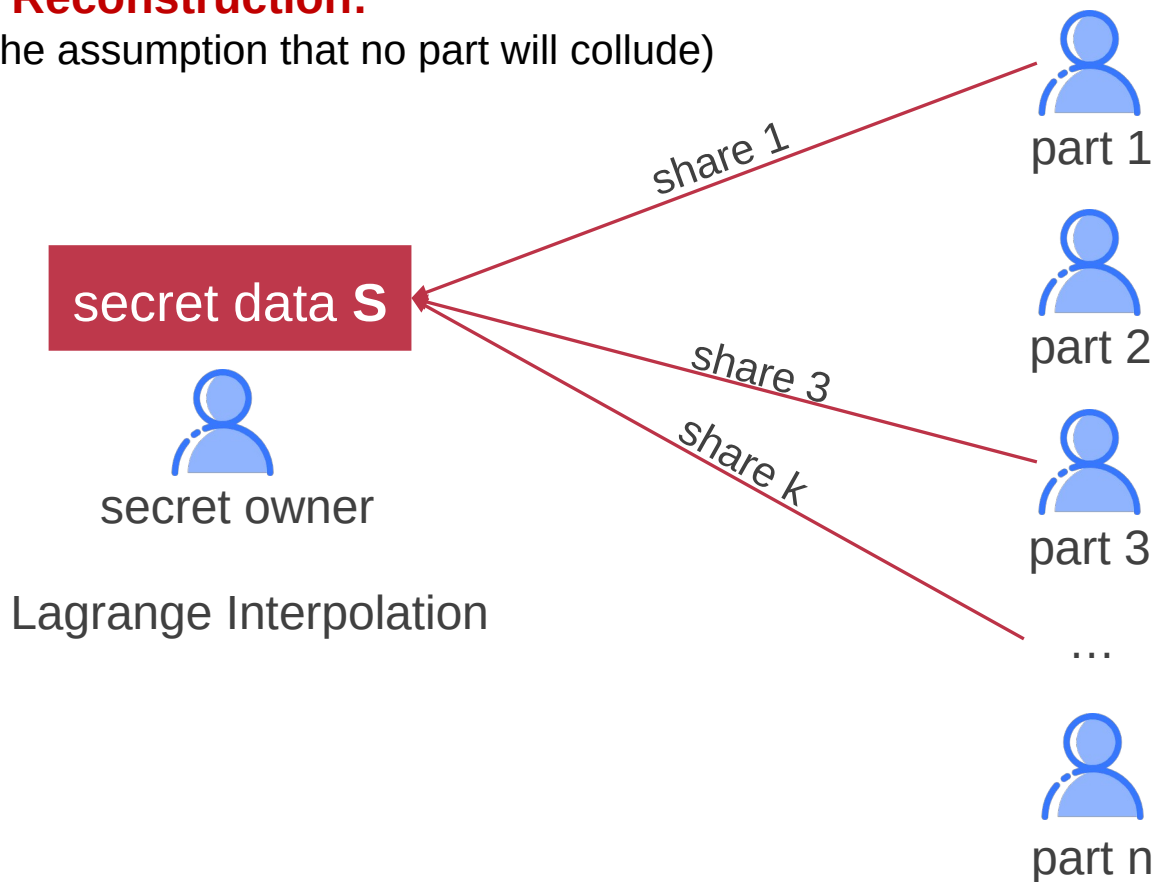 Reconstruction:
he assumption that no part will collude)
share 1
part 1
secret data S
part 2
share 3
share k
secret owner
part 3
Lagrange Interpolation
...
part n